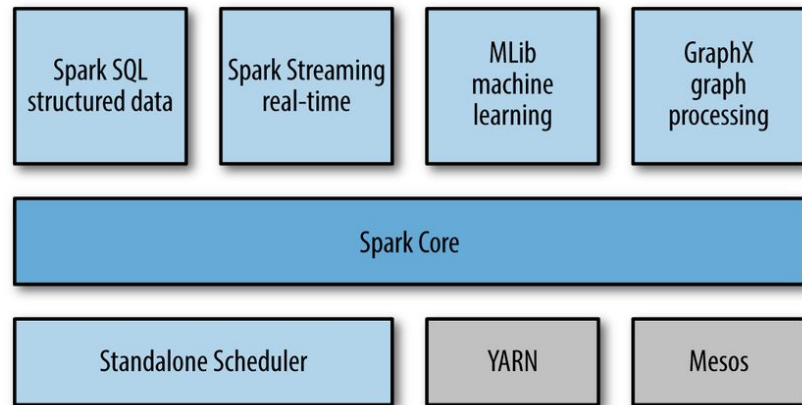 Spark SQL
structured data
Spark Streaming
real-time
MLib
machine
learning
GraphX
graph
processing
Spark Core
Standalone Scheduler
YARN
Mesos